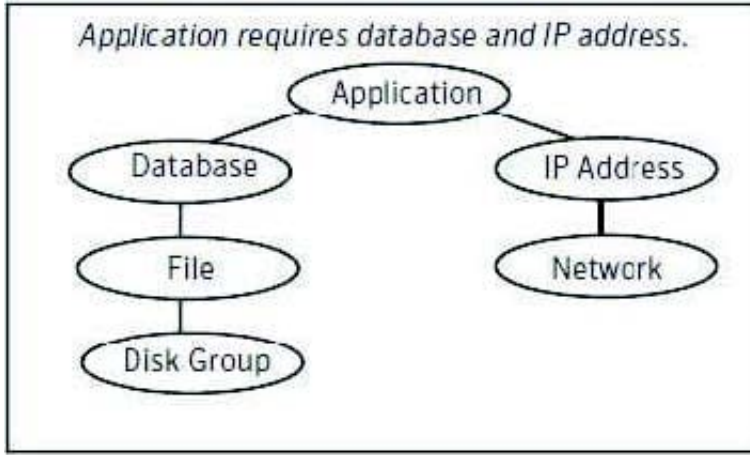 Application requires database and IP address.
Application
Database
IP Address
File
Network
Disk Group